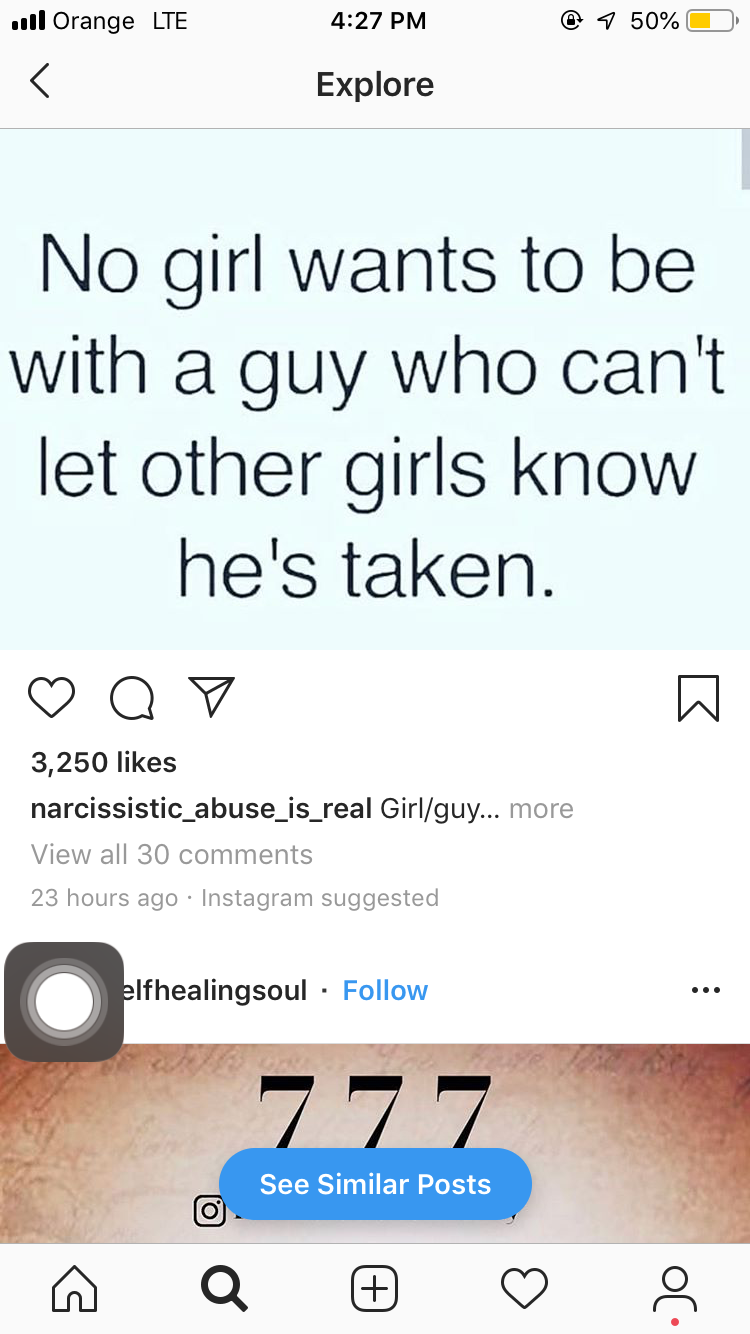 Orange LTE 4:27 PM 50%
Explore
No girl wants to be
with a guy who can't
let other girls know
he's taken.
3,250 likes
narcissistic_abuse_is_real Girl/guy... more
View all 30 comments
23 hours ago · Instagram suggested
elfhealingsoul · Follow
777
See Similar Posts